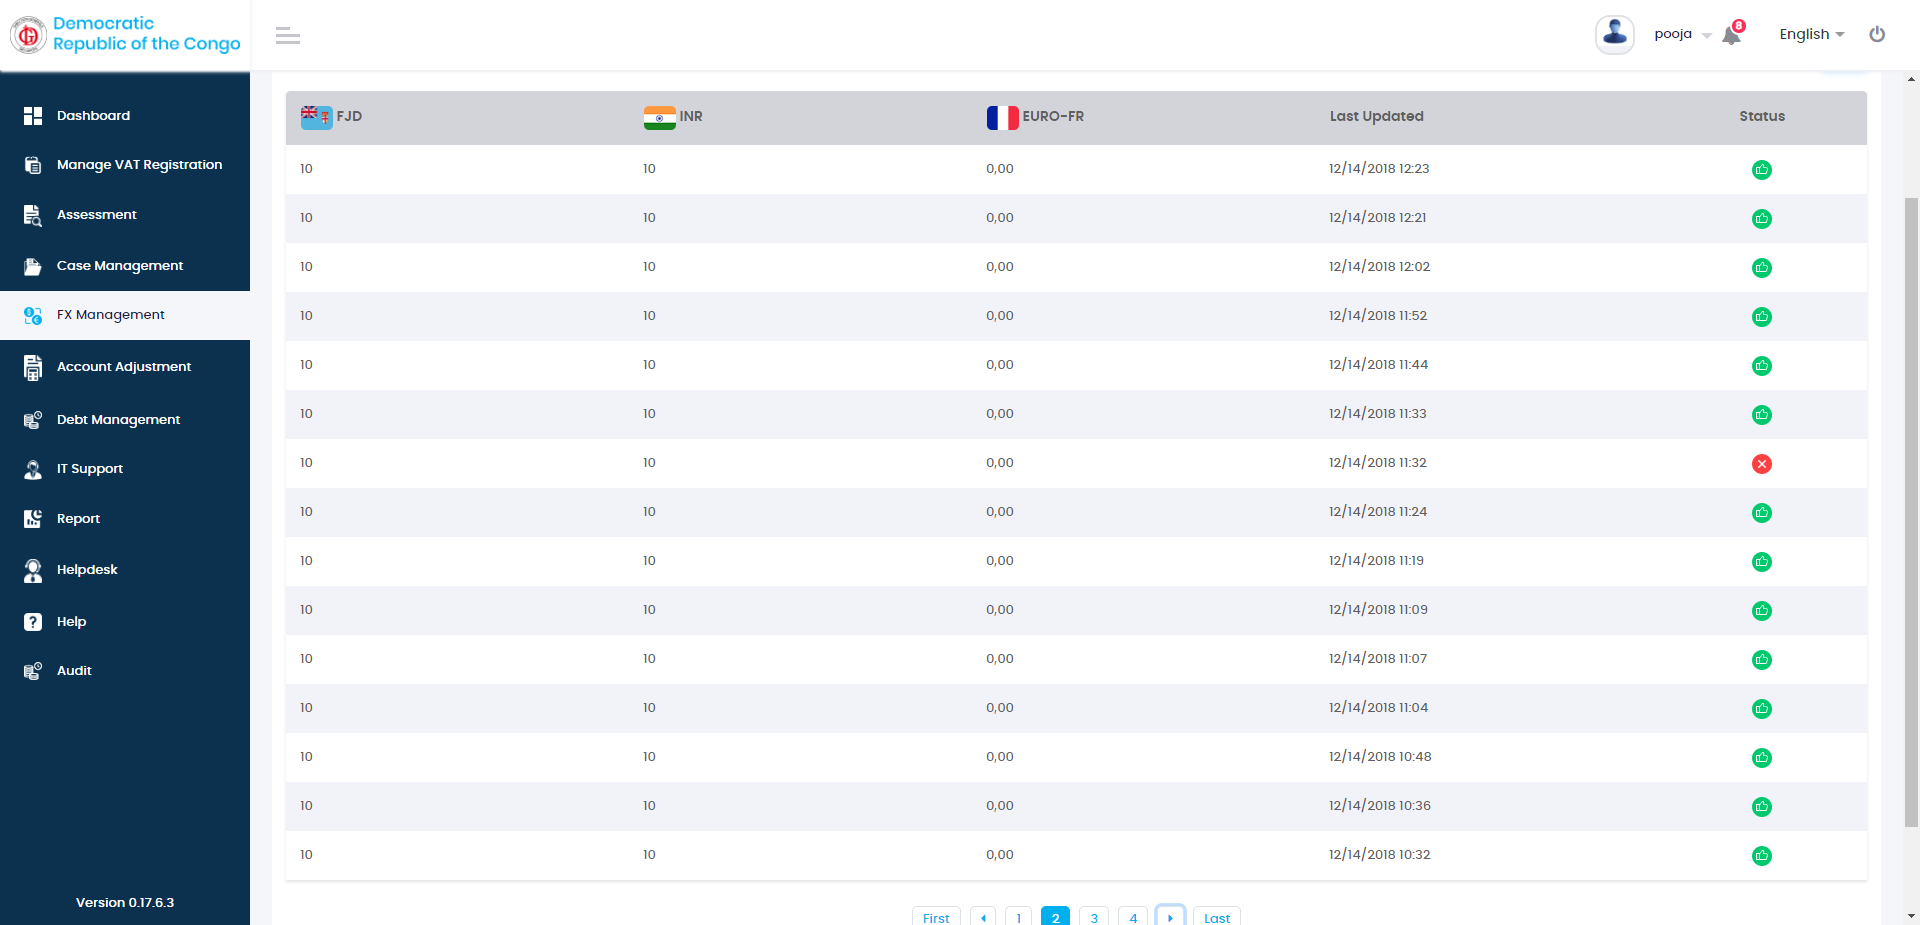 Democratic
Republic of the Congo
pooja
8
English
Dashboard
Manage VAT Registration
Assessment
Case Management
FX Management
Account Adjustment
Debt Management
IT Support
Report
Helpdesk
Help
Audit
Version 0.17.6.3
FJD INR EURO-FR Last Updated Status
10 10 0,00 12/14/2018 12:23
10 10 0,00 12/14/2018 12:21
10 10 0,00 12/14/2018 12:02
10 10 0,00 12/14/2018 11:52
10 10 0,00 12/14/2018 11:44
10 10 0,00 12/14/2018 11:33
10 10 0,00 12/14/2018 11:32
10 10 0,00 12/14/2018 11:24
10 10 0,00 12/14/2018 11:19
10 10 0,00 12/14/2018 11:09
10 10 0,00 12/14/2018 11:07
10 10 0,00 12/14/2018 11:04
10 10 0,00 12/14/2018 10:48
10 10 0,00 12/14/2018 10:36
10 10 0,00 12/14/2018 10:32
First 1 2 3 4 Last